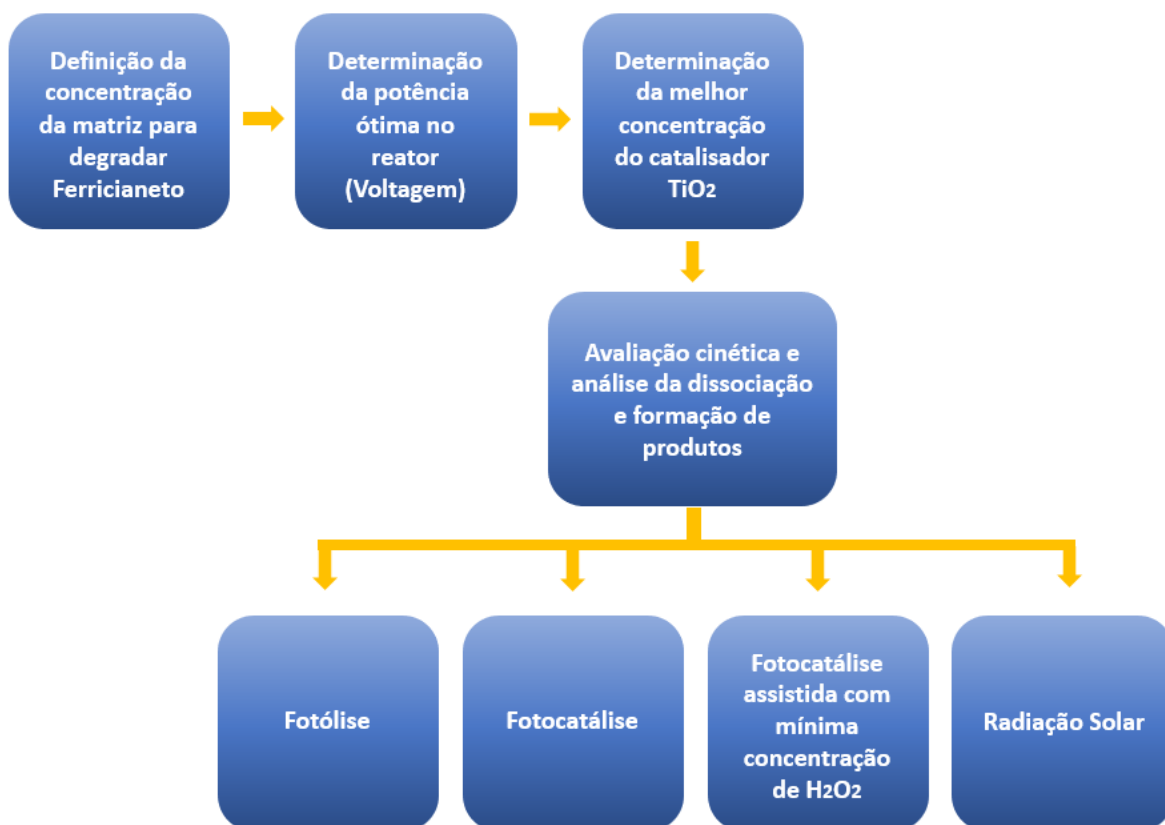 Definição da
concentração
da matriz para
degradar
Ferricianeto
Determinação
da potência
ótima no
reator
(Voltagem)
Determinação
da melhor
concentração
do catalisador
TiO2
Avaliação cinética e
análise da dissociação
e formação de
produtos
Fotólise
Fotocatálise
Fotocatálise
assistida com
mínima
concentração
de H2O2
Radiação Solar